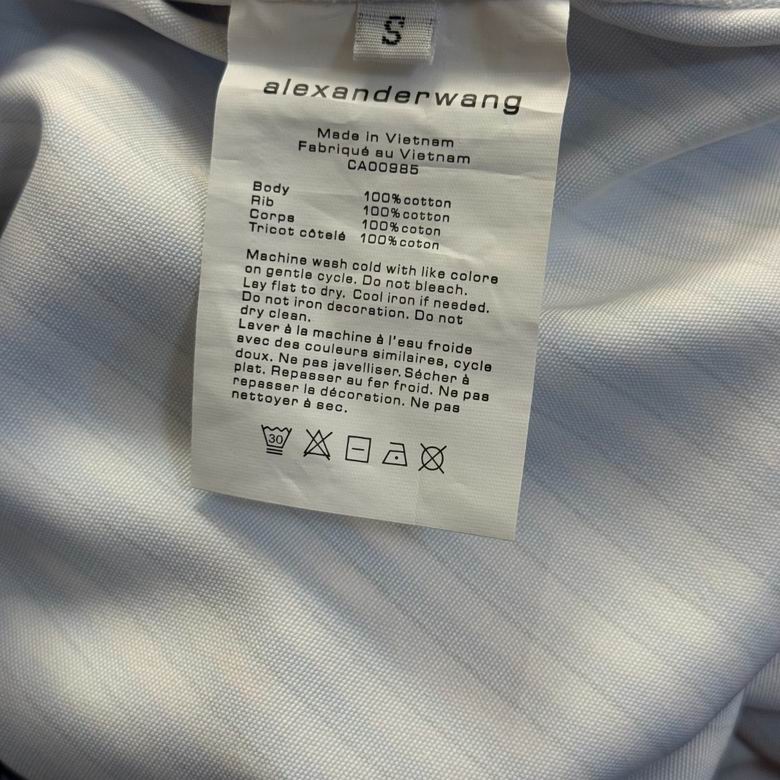 S
alexanderwang
Made in Vietnam
Fabriqué au Vietnam
CA00985
Body 100%cotton
Rib 100%cotton
Corps 100%coton
Tricot côtelé 100%coton
Machine wash cold with like colors
on gentle cycle. Do not bleach.
Lay flat to dry. Cool iron if needed.
Do not iron decoration. Do not
dry clean.
Laver à la machine à l'eau froide
avec des couleurs similaires, cycle
doux. Ne pas javelliser. Sécher à
plat. Repasser au fer froid. Ne pas
repasser la décoration. Ne pas
nettoyer à sec.
30